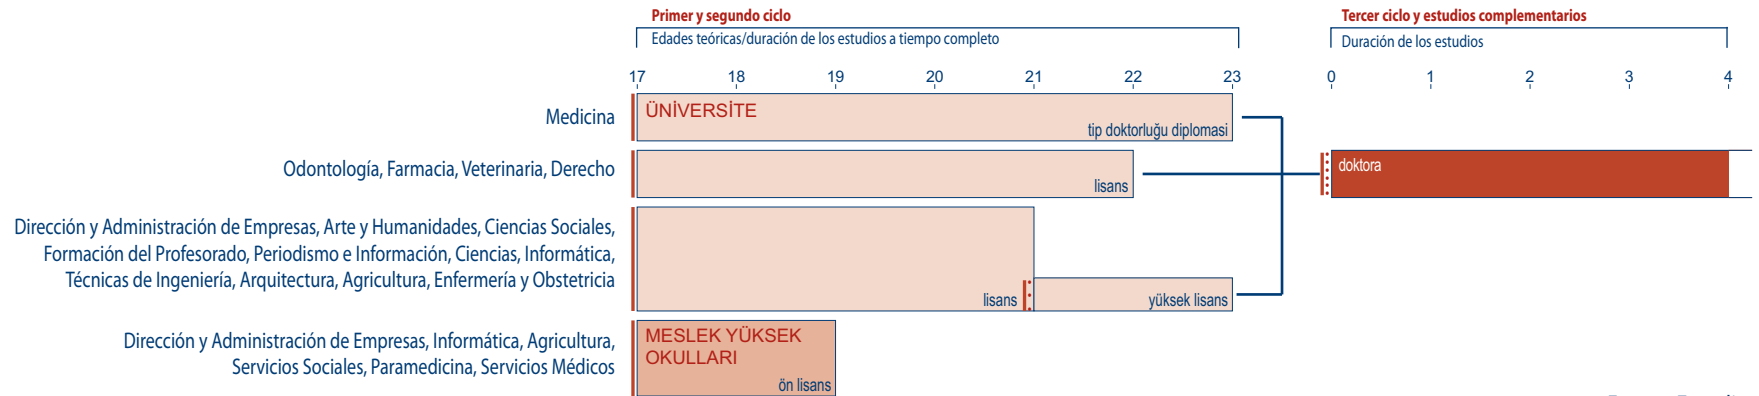 Primer y segundo ciclo
Tercer ciclo y estudios complementarios
Edades teóricas/duración de los estudios a tiempo completo
Duración de los estudios
17 18 19 20 21 22 23
0 1 2 3 4
Medicina
ÜNİVERSİTE
tip doktorluğu diplomasi
Odontología, Farmacia, Veterinaria, Derecho
lisans
doktora
Dirección y Administración de Empresas, Arte y Humanidades, Ciencias Sociales,
Formación del Profesorado, Periodismo e Información, Ciencias, Informática,
Técnicas de Ingeniería, Arquitectura, Agricultura, Enfermería y Obstetricia
lisans
yüksek lisans
Dirección y Administración de Empresas, Informática, Agricultura,
Servicios Sociales, Paramedicina, Servicios Médicos
MESLEK YÜKSEK
OKULLARI
ön lisans